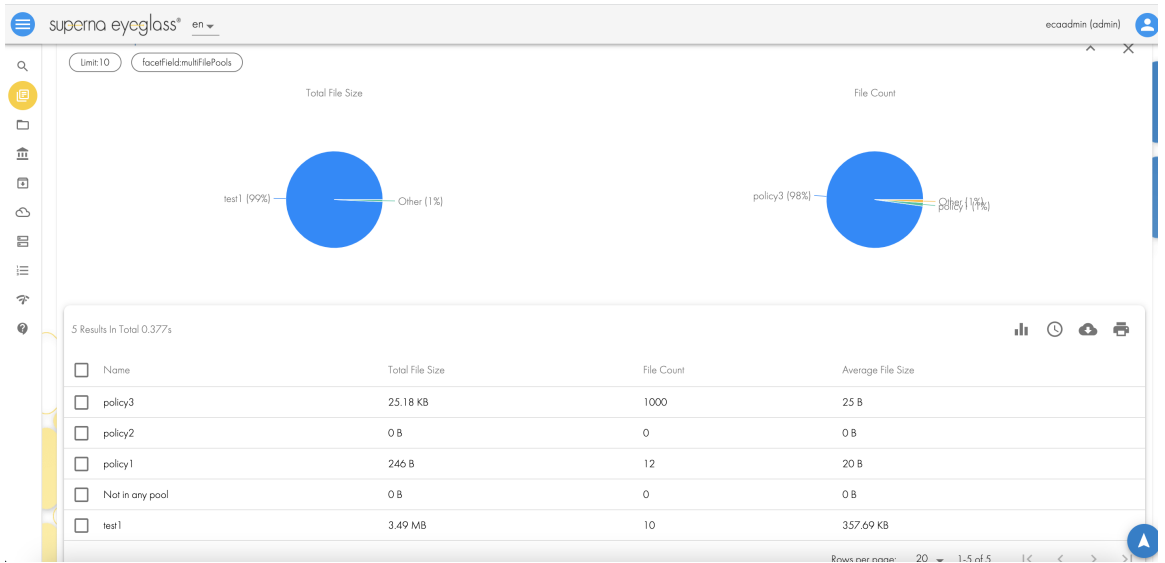 superna eyeglass® en
ecaadmin (admin)
Limit:10 facetField:multiFilePools
Total File Size
File Count
test1 (99%)
Other (1%)
policy3 (98%)
Other (1%)
policy1 (1%)
5 Results In Total 0.377s
Name Total File Size File Count Average File Size
policy3 25.18 KB 1000 25 B
policy2 0 B 0 0 B
policy1 246 B 12 20 B
Not in any pool 0 B 0 0 B
test1 3.49 MB 10 357.69 KB
Rows per page: 20 1-5 of 5